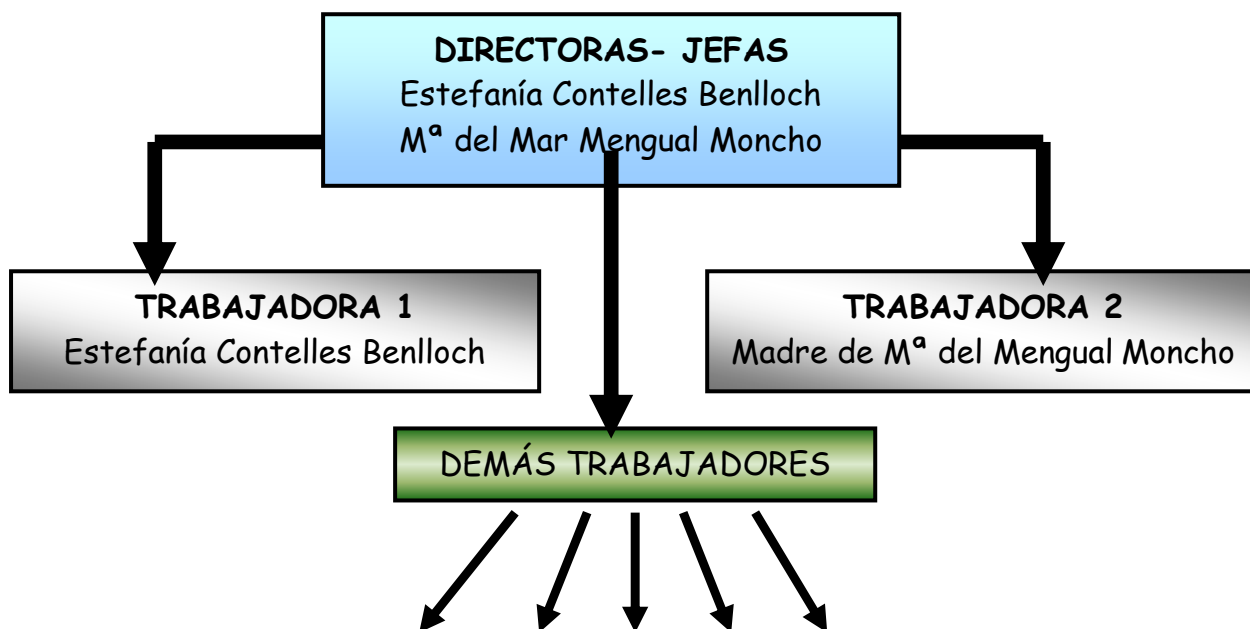 DIRECTORAS- JEFAS
Estefanía Contelles Benlloch
Mª del Mar Mengual Moncho
TRABAJADORA 1
Estefanía Contelles Benlloch
TRABAJADORA 2
Madre de Mª del Mengual Moncho
DEMÁS TRABAJADORES